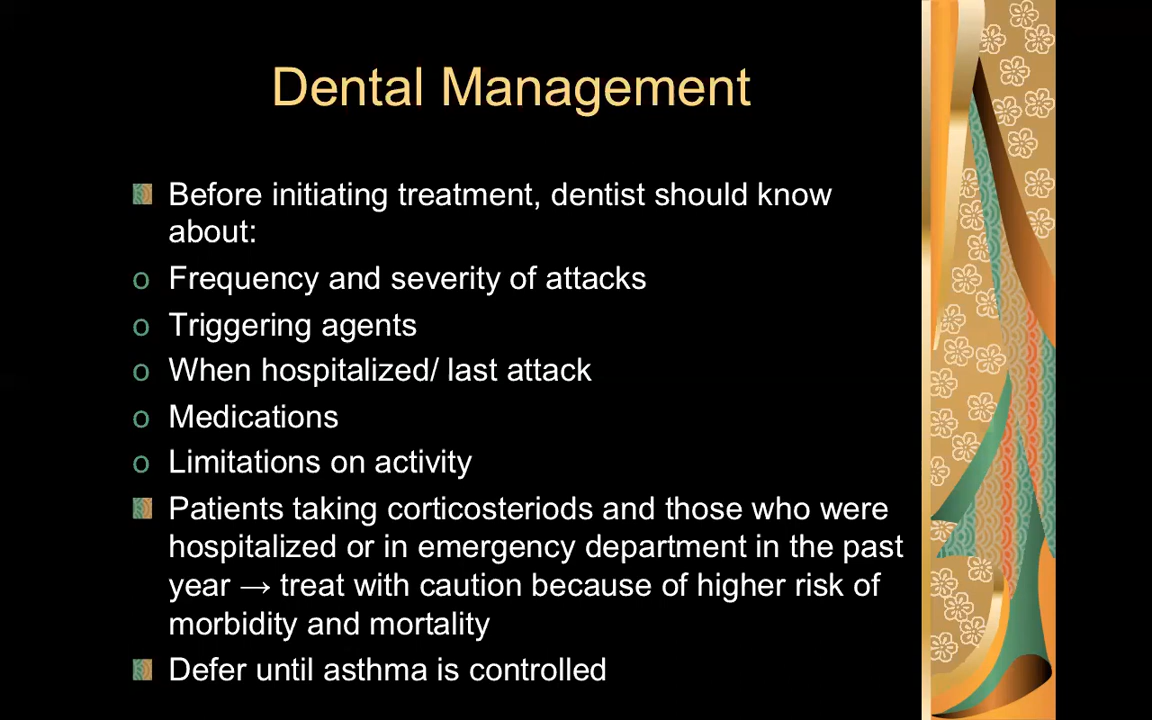 Dental Management
Before initiating treatment, dentist should know
about:
o Frequency and severity of attacks
o Triggering agents
o When hospitalized/ last attack
o Medications
o Limitations on activity
Patients taking corticosteriods and those who were
hospitalized or in emergency department in the past
year → treat with caution because of higher risk of
morbidity and mortality
Defer until asthma is controlled